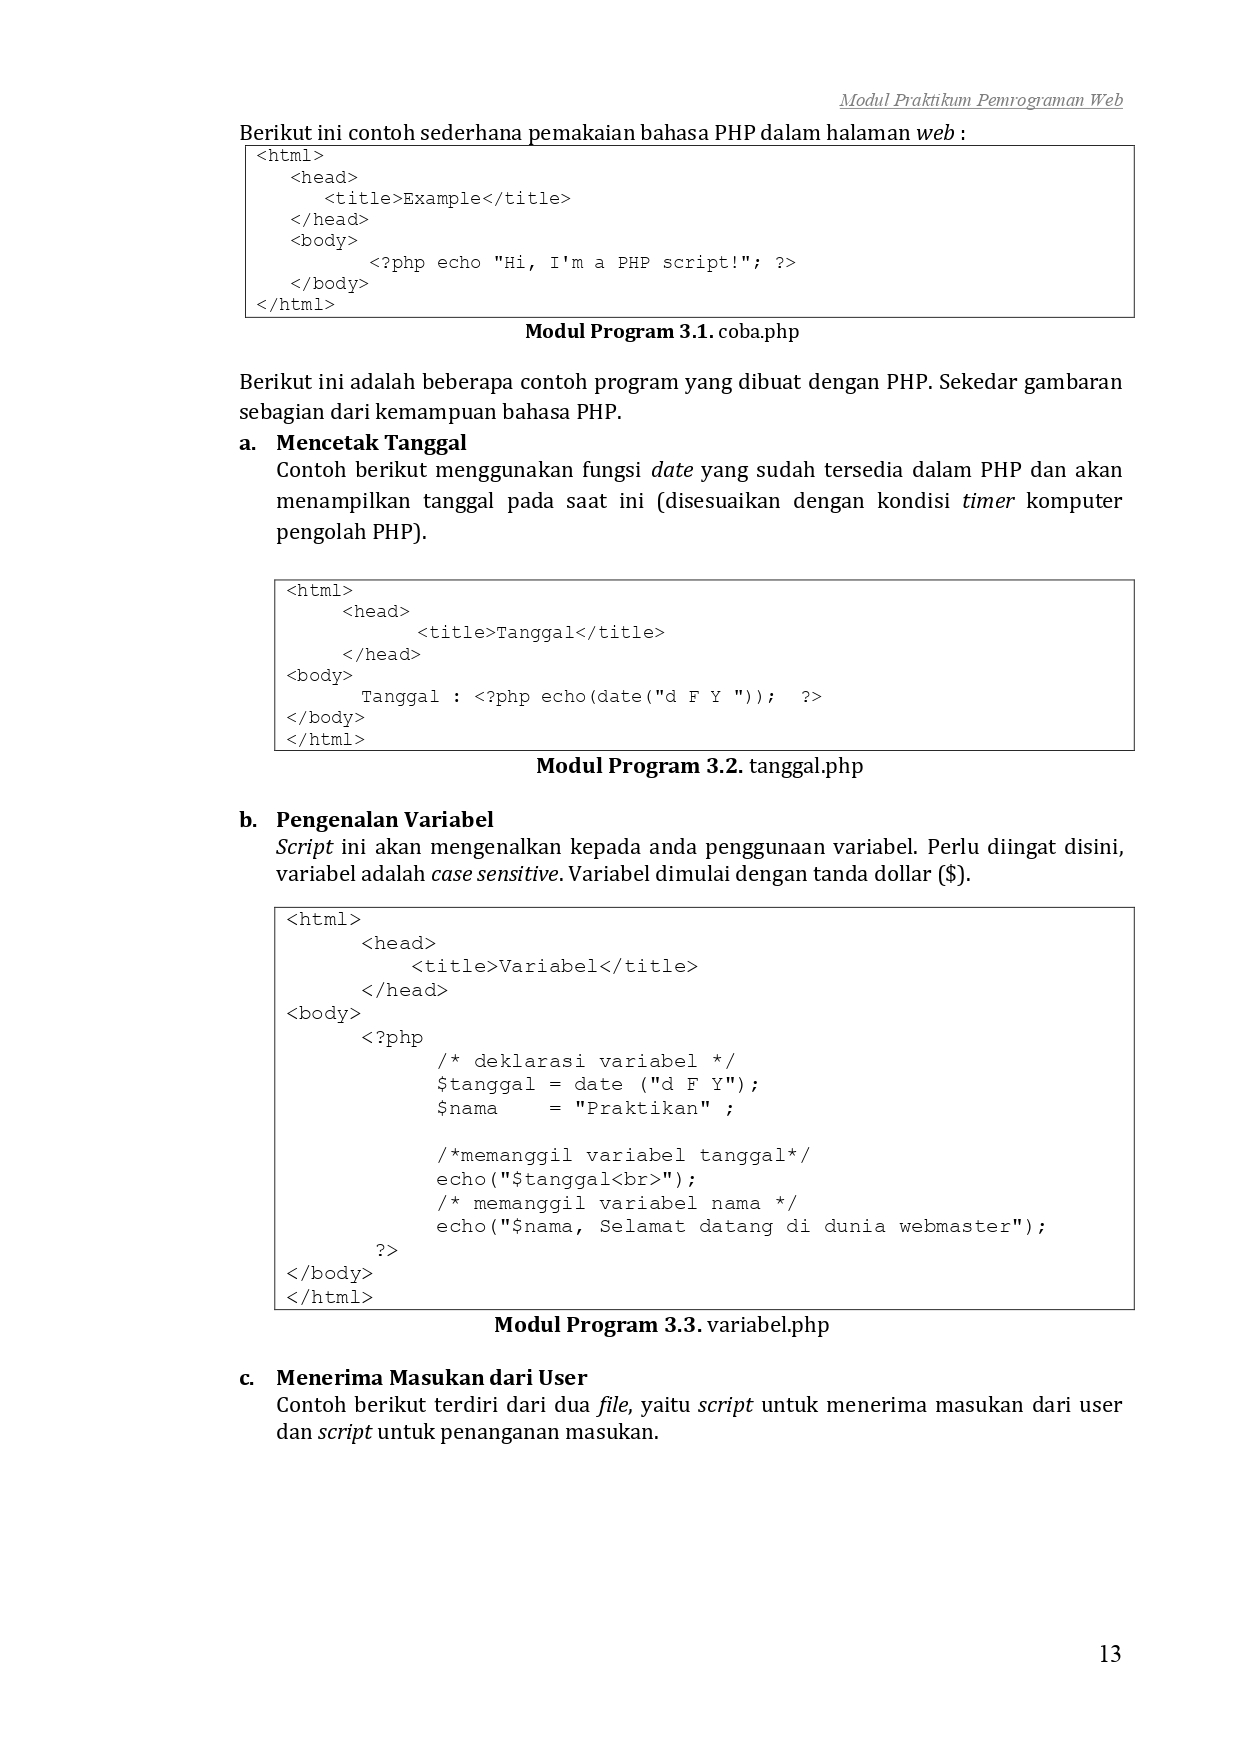 Modul Praktikum Pemrograman Web
Berikut ini contoh sederhana pemakaian bahasa PHP dalam halaman web :
<html>
<head>
<title>Example</title>
</head>
<body>
<?php echo "Hi, I'm a PHP script!"; ?>
</body>
</html>
Modul Program 3.1. coba.php
Berikut ini adalah beberapa contoh program yang dibuat dengan PHP. Sekedar gambaran
sebagian dari kemampuan bahasa PHP.
a. Mencetak Tanggal
Contoh berikut menggunakan fungsi date yang sudah tersedia dalam PHP dan akan
menampilkan tanggal pada saat ini (disesuaikan dengan kondisi timer komputer
pengolah PHP).
<html>
<head>
<title>Tanggal</title>
</head>
<body>
Tanggal : <?php echo(date("d F Y "));  ?>
</body>
</html>
Modul Program 3.2. tanggal.php
b. Pengenalan Variabel
Script ini akan mengenalkan kepada anda penggunaan variabel. Perlu diingat disini,
variabel adalah case sensitive. Variabel dimulai dengan tanda dollar ($).
<html>
<head>
<title>Variabel</title>
</head>
<body>
<?php
/* deklarasi variabel */
$tanggal = date ("d F Y");
$nama    = "Praktikan" ;
/*memanggil variabel tanggal*/
echo("$tanggal<br>");
/* memanggil variabel nama */
echo("$nama, Selamat datang di dunia webmaster");
?>
</body>
</html>
Modul Program 3.3. variabel.php
c. Menerima Masukan dari User
Contoh berikut terdiri dari dua file, yaitu script untuk menerima masukan dari user
dan script untuk penanganan masukan.
13